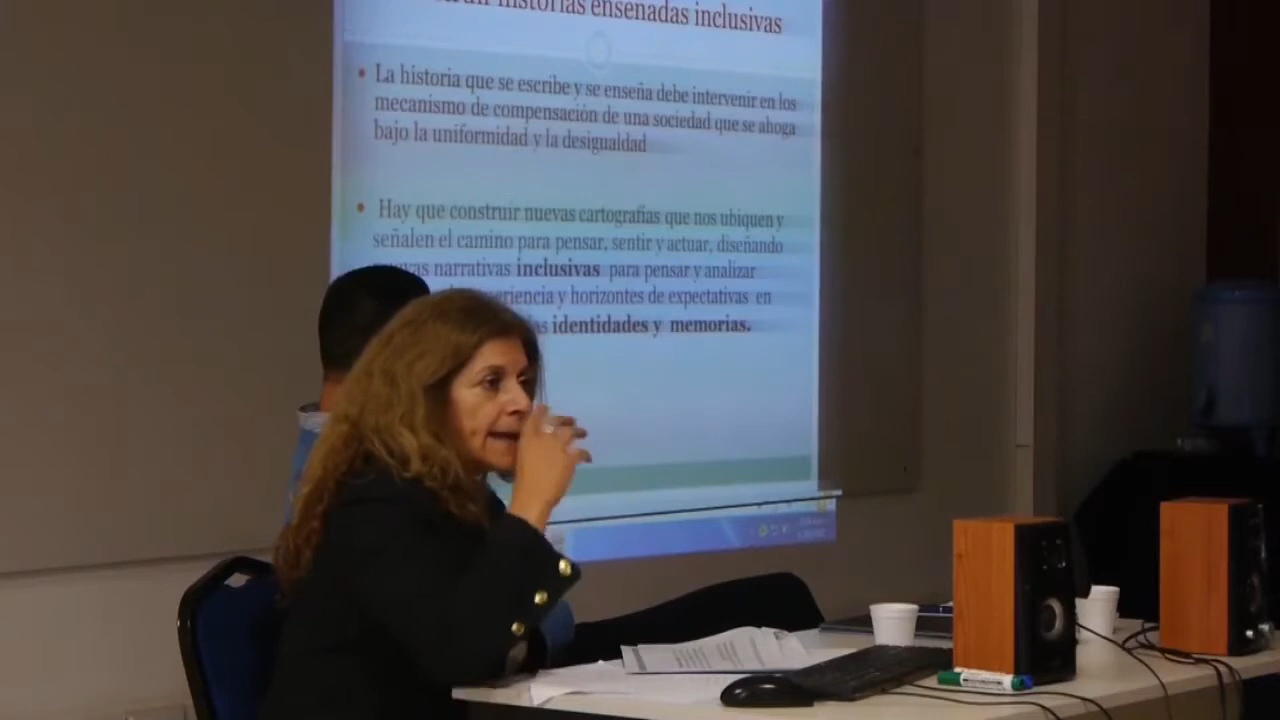 historias enseñadas inclusivas
• La historia que se escribe y se enseña debe intervenir en los
mecanismo de compensación de una sociedad que se ahoga
bajo la uniformidad y la desigualdad
• Hay que construir nuevas cartografías que nos ubiquen y
señalen el camino para pensar, sentir y actuar, diseñando
narrativas inclusivas para pensar y analizar
y horizontes de expectativas en
identidades y memorias.